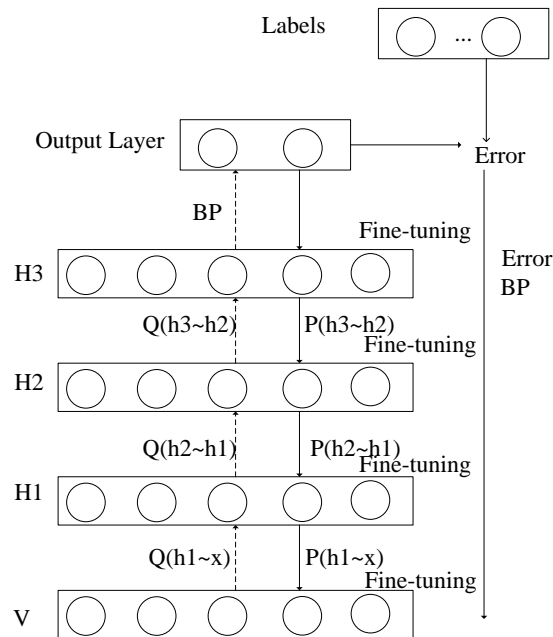 Labels
...
Output Layer
Error
BP
Fine-tuning
H3
Error
BP
Q(h3~h2)
P(h3~h2)
Fine-tuning
H2
Q(h2~h1)
P(h2~h1)
Fine-tuning
H1
Q(h1~x)
P(h1~x)
Fine-tuning
V